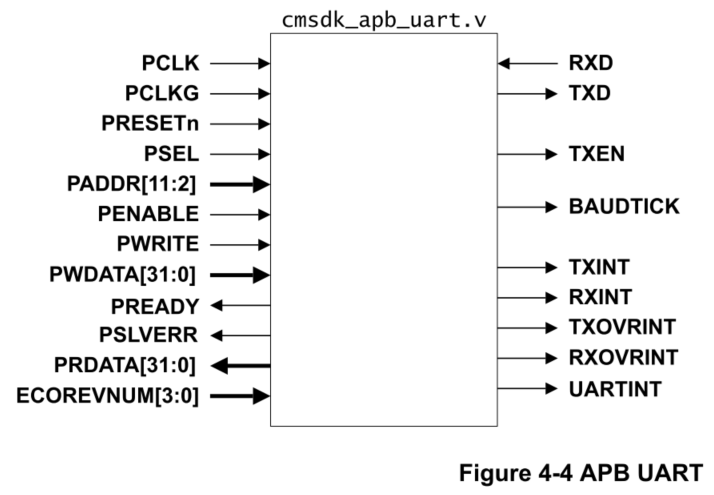 cmsdk_apb_uart.v
PCLK
PCLKG
PRESETn
PSEL
PADDR[11:2]
PENABLE
PWRITE
PWDATA[31:0]
PREADY
PSLVERR
PRDATA[31:0]
ECOREVNUM[3:0]
RXD
TXD
TXEN
BAUDTICK
TXINT
RXINT
TXOVRINT
RXOVRINT
UARTINT
Figure 4-4 APB UART